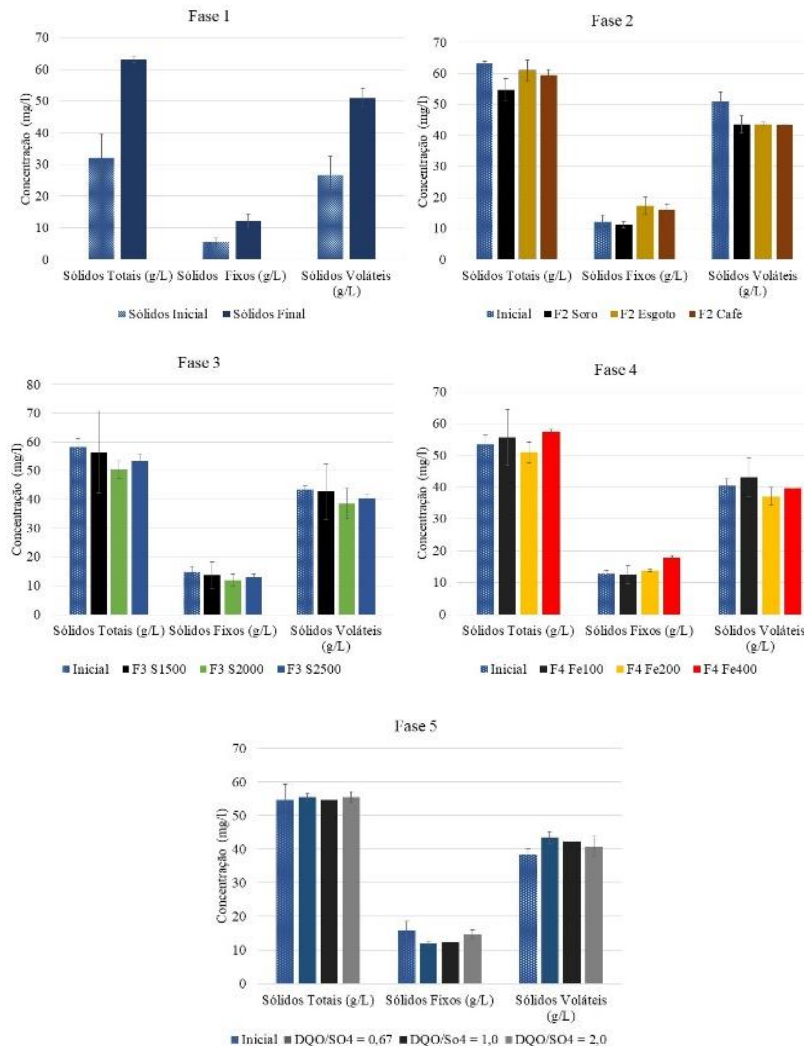 Fase 1
Concentração (mg/l)
70
60
50
40
30
20
10
0
Sólidos Totais (g/L) Sólidos Fixos (g/L) Sólidos Voláteis (g/L)
Sólidos Inicial Sólidos Final
Fase 2
Concentração (mg/l)
70
60
50
40
30
20
10
0
Sólidos Totais (g/L) Sólidos Fixos (g/L) Sólidos Voláteis
(g/L)
Inicial F2 Soro F2 Esgoto F2 Café
Fase 3
Concentração (mg/l)
80
70
60
50
40
30
20
10
0
Sólidos Totais (g/L) Sólidos Fixos (g/L) Sólidos Voláteis
(g/L)
Inicial F3 S1500 F3 S2000 F3 S2500
Fase 4
Concentração (mg/l)
70
60
50
40
30
20
10
0
Sólidos Totais (g/L) Sólidos Fixos (g/L) Sólidos Voláteis
(g/L)
Inicial F4 Fe100 F4 Fe200 F4 Fe400
Fase 5
Concentração (mg/l)
70
60
50
40
30
20
10
0
Sólidos Totais (g/L) Sólidos Fixos (g/L) Sólidos Voláteis
(g/L)
Inicial DQO/SO4 = 0,67 DQO/So4 = 1,0 DQO/SO4 = 2,0